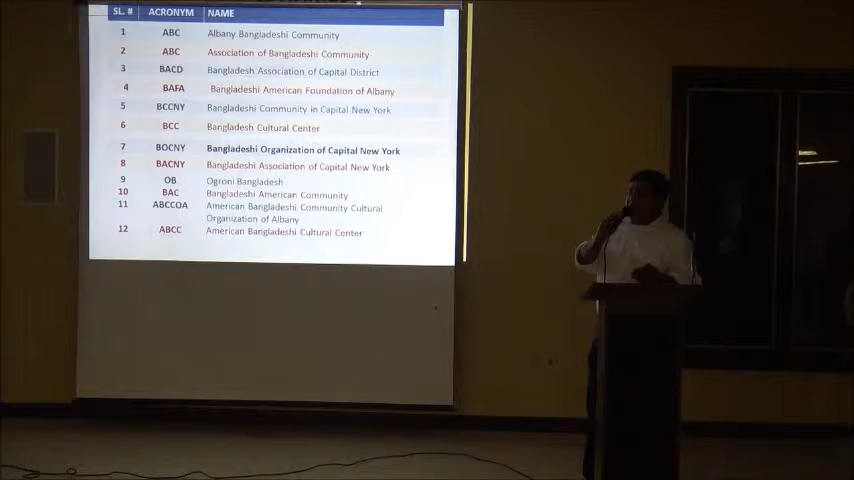 SL. # ACRONYM NAME
1 ABC Albany Bangladeshi Community
2 ABC Association of Bangladeshi Community
3 BACD Bangladesh Association of Capital District
4 BAFA Bangladeshi American Foundation of Albany
5 BCCNY Bangladeshi Community in Capital New York
6 BCC Bangladesh Cultural Center
7 BOCNY Bangladeshi Organization of Capital New York
8 BACNY Bangladeshi Association of Capital New York
9 OB Ogroni Bangladesh
10 BAC Bangladeshi American Community
11 ABCCOA American Bangladeshi Community Cultural
Organization of Albany
12 ABCC American Bangladeshi Cultural Center